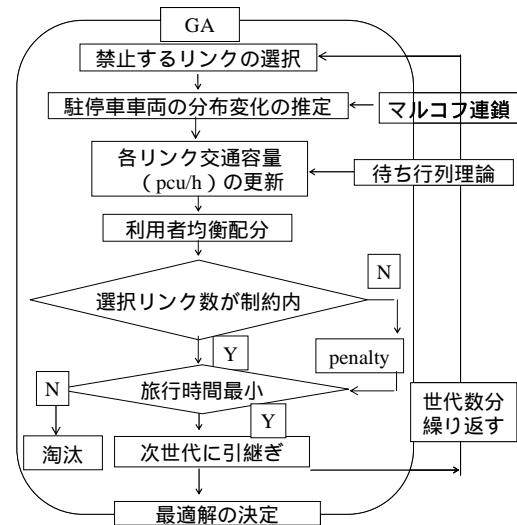 GA
禁止するリンクの選択
駐停車車両の分布変化の推定
マルコフ連鎖
各リンク交通容量
(pcu/h)の更新
待ち行列理論
利用者均衡配分
N
選択リンク数が制約内
Y
penalty
N
旅行時間最小
Y
世代数分
繰り返す
淘汰
次世代に引継ぎ
最適解の決定